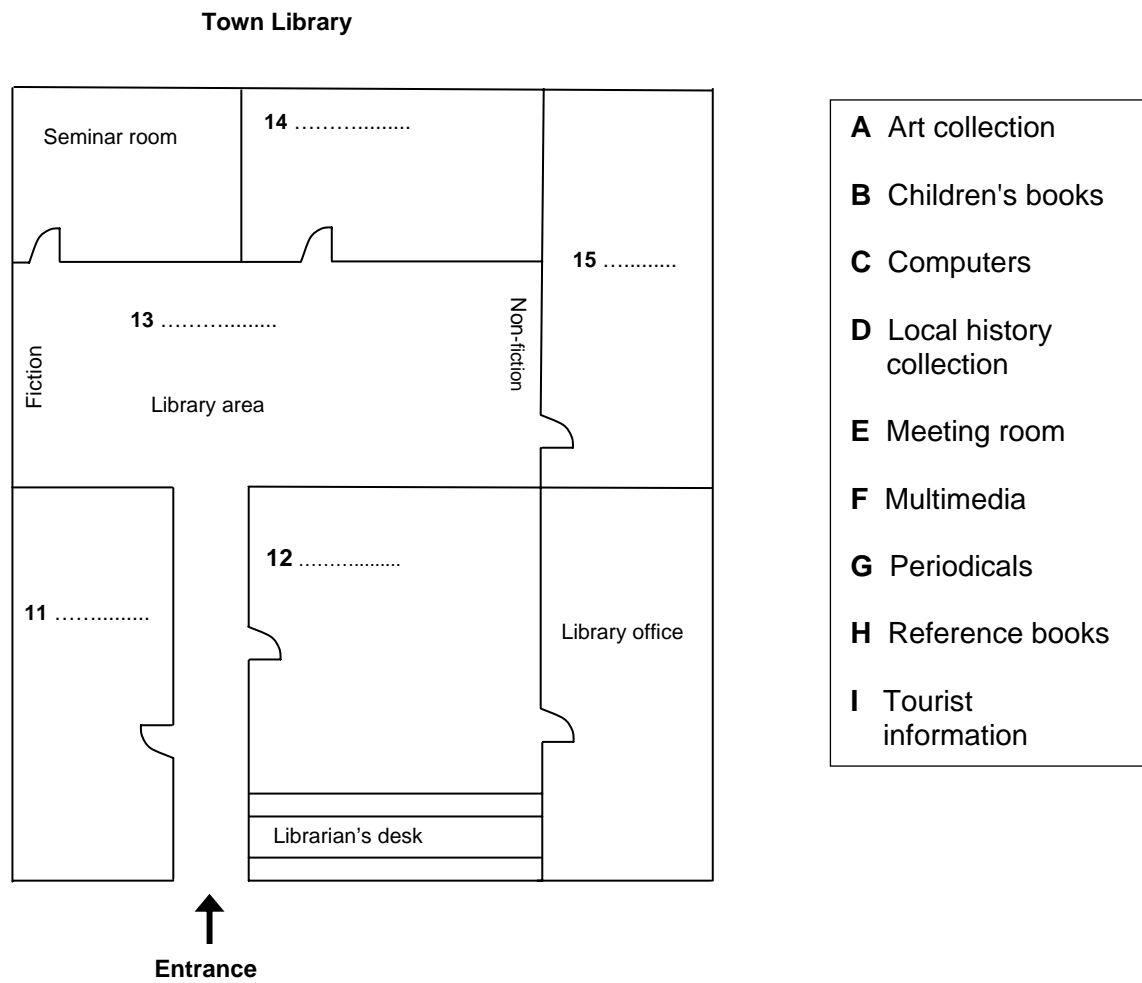 Town Library
Seminar room
14 ……….........
15 ….........
13 ……….........
Fiction
Non-fiction
Library area
12 ……….........
11 ……..........
Library office
Librarian’s desk
Entrance
A Art collection
B Children's books
C Computers
D Local history
collection
E Meeting room
F Multimedia
G Periodicals
H Reference books
I Tourist
information